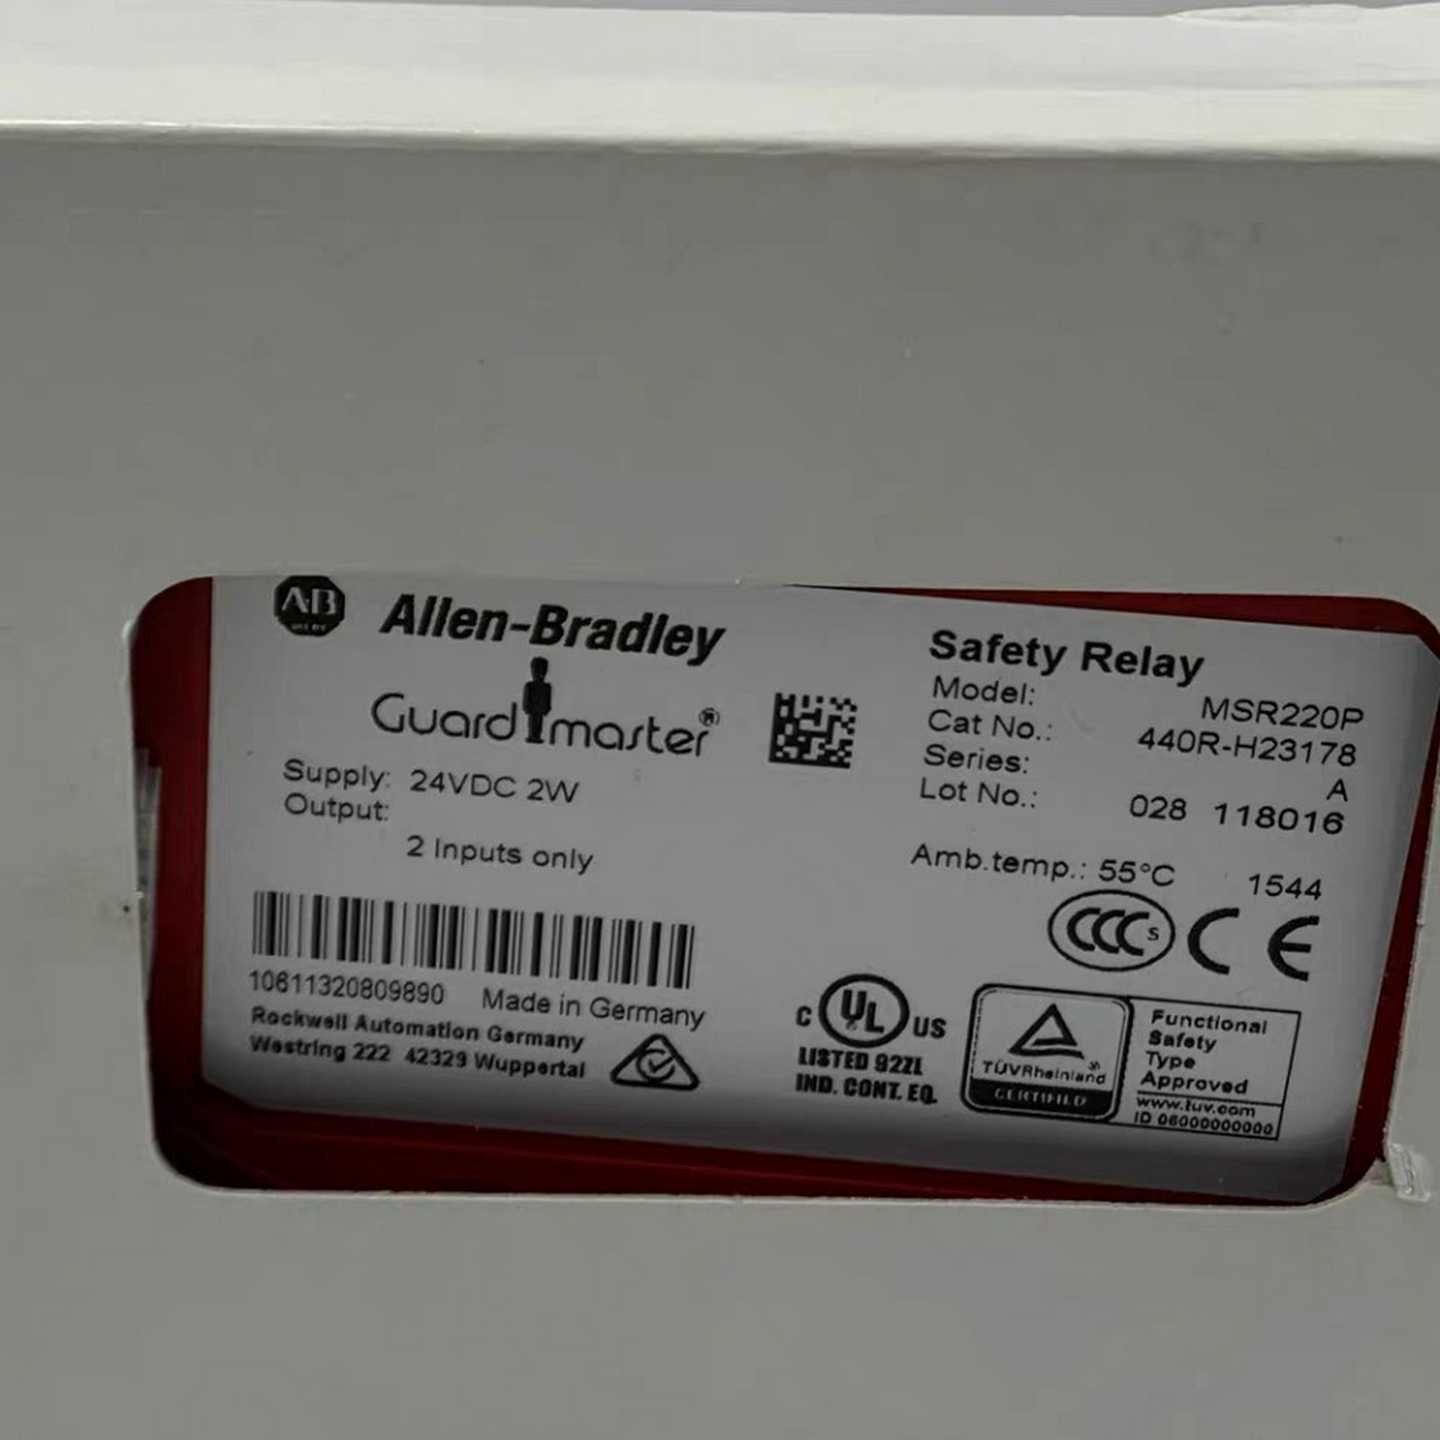 AB
Allen-Bradley
Guardmaster®
Supply: 24VDC 2W
Output:
2 Inputs only
10611320809890 Made in Germany
Rockwell Automation Germany
Westring 222 42329 Wuppertal
Safety Relay
Model: MSR220P
Cat No.: 440R-H23178
Series: A
Lot No.: 028 118016
Amb.temp.: 55°C 1544
CCC S CE
C UL US
LISTED 92ZL
IND. CONT. EQ.
TÜVRheinland
CERTIFIED
Functional
Safety
Type
Approved
www.tuv.com
ID 06000000000